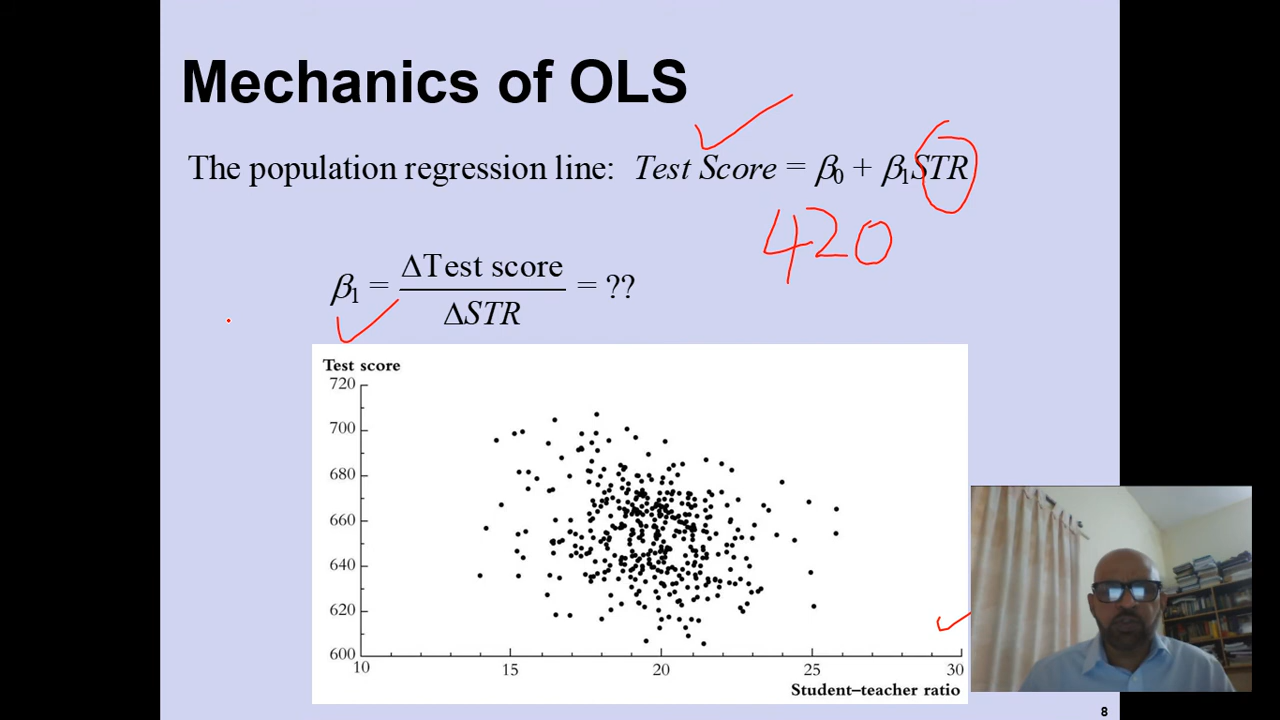 Mechanics of OLS
The population regression line: Test Score = β₀ + β₁STR
420
β₁ = ΔTest score / ΔSTR = ??
Test score
720
700
680
660
640
620
600
10 15 20 25 30
Student–teacher ratio
8